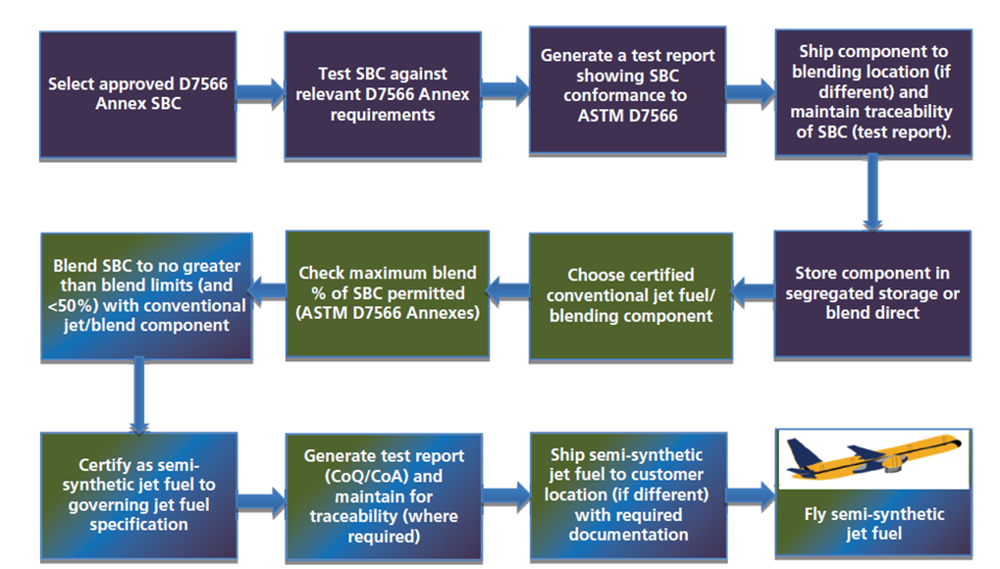 Select approved D7566
Annex SBC
Test SBC against
relevant D7566 Annex
requirements
Generate a test report
showing SBC
conformance to
ASTM D7566
Ship component to
blending location (if
different) and
maintain traceability
of SBC (test report).
Store component in
segregated storage or
blend direct
Choose certified
conventional jet fuel/
blending component
Check maximum blend
% of SBC permitted
(ASTM D7566 Annexes)
Blend SBC to no greater
than blend limits (and
<50%) with conventional
jet/blend component
Certify as semi-
synthetic jet fuel to
governing jet fuel
specification
Generate test report
(CoQ/CoA) and
maintain for
traceability (where
required)
Ship semi-synthetic
jet fuel to customer
location (if different)
with required
documentation
Fly semi-synthetic
jet fuel